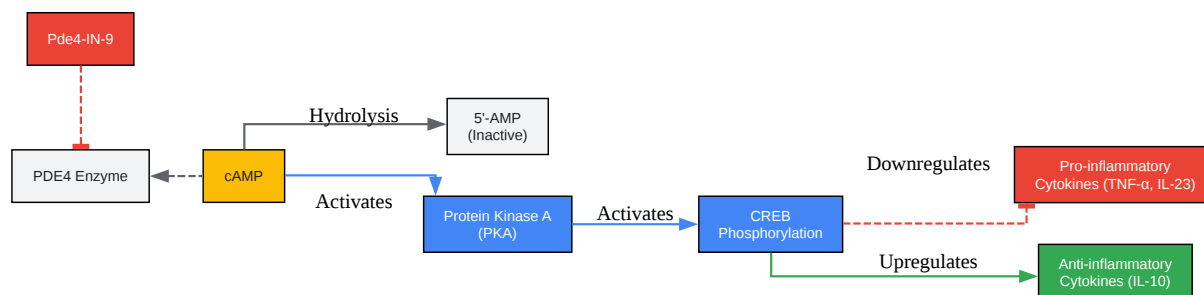 Pde4-IN-9
Hydrolysis
5'-AMP
(Inactive)
PDE4 Enzyme
cAMP
Activates
Protein Kinase A
(PKA)
Activates
CREB
Phosphorylation
Downregulates
Pro-inflammatory
Cytokines (TNF-α, IL-23)
Upregulates
Anti-inflammatory
Cytokines (IL-10)